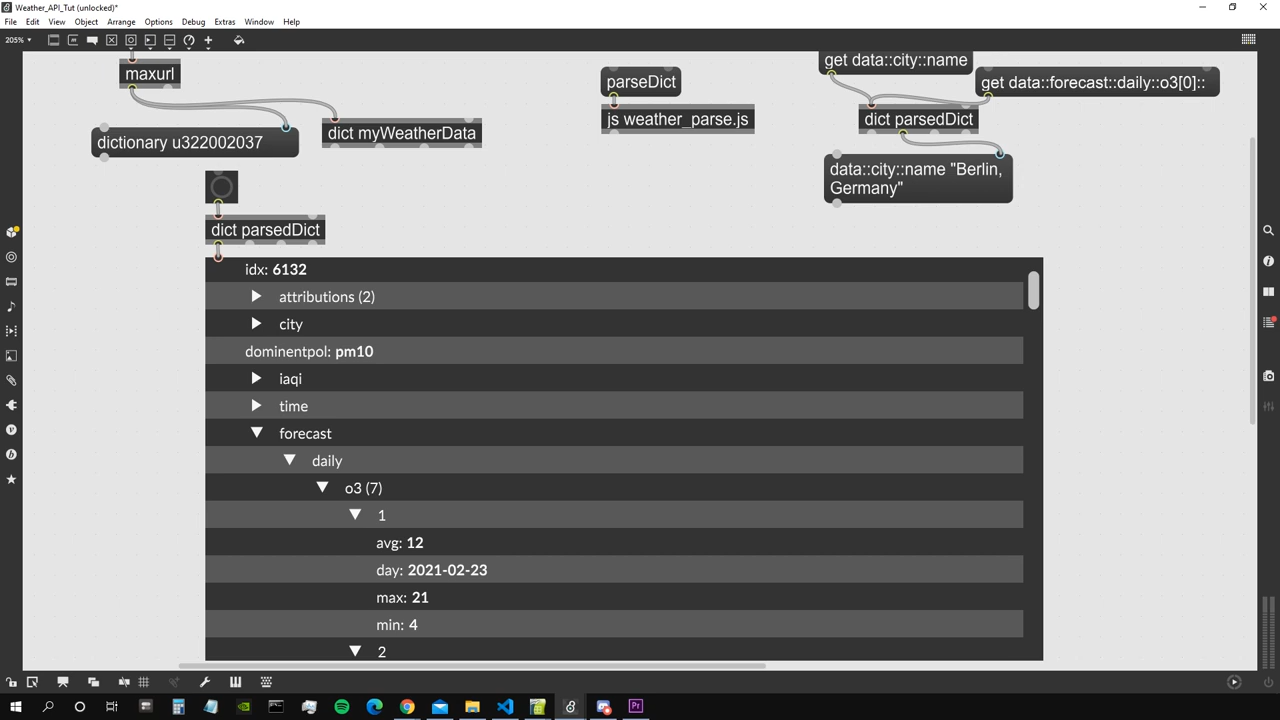 Weather_API_Tut (unlocked)*
File Edit View Object Arrange Options Debug Extras Window Help
205%
maxurl
dictionary u322002037
dict myWeatherData
parseDict
js weather_parse.js
get data::city::name
get data::forecast::daily::o3[0]::
dict parsedDict
data::city::name "Berlin,
Germany"
dict parsedDict
idx: 6132
attributions (2)
city
dominentpol: pm10
iaqi
time
forecast
daily
o3 (7)
1
avg: 12
day: 2021-02-23
max: 21
min: 4
2